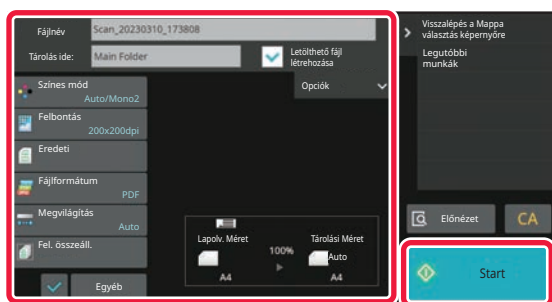 Fájlnév
Scan_20230310_173808
Tárolás ide:
Main Folder
Letölthető fájl
létrehozása
Színes mód
Auto/Mono2
Opciók
Felbontás
200x200dpi
Eredeti
Fájlformátum
PDF
Megvilágítás
Auto
Fel. összeáll.
Egyéb
Lapolv. Méret
100%
Tárolási Méret
Auto
A4
A4
Visszalépés a Mappa
választás képernyőre
Legutóbbi
munkák
Előnézet
CA
Start